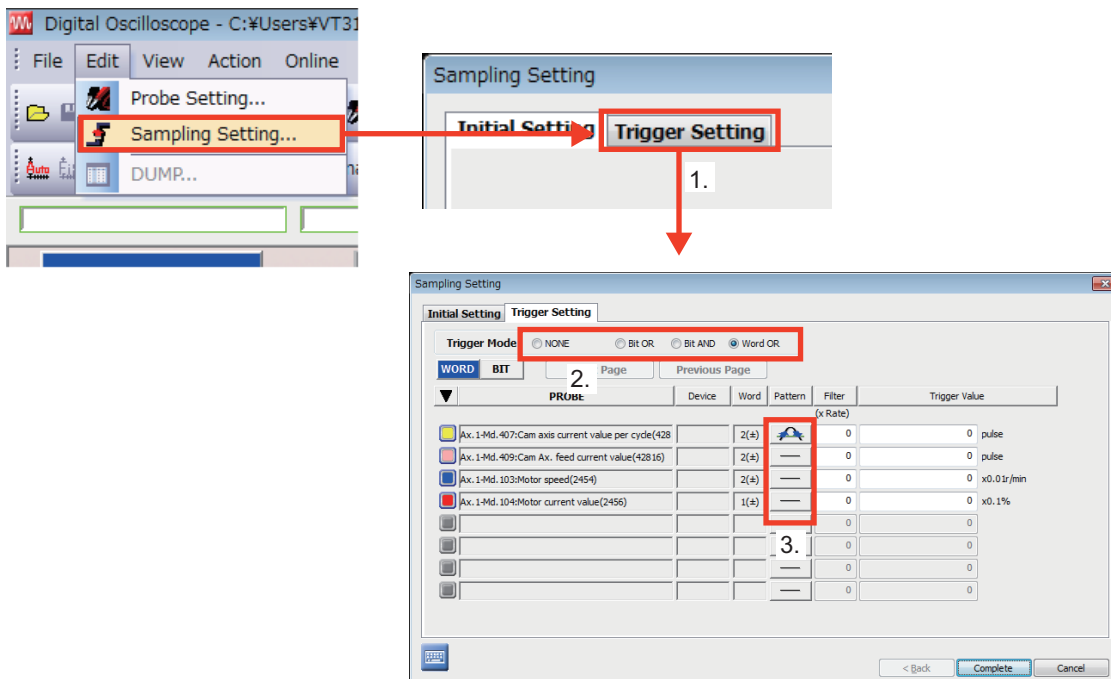 Digital Oscilloscope - C:¥Users¥VT31
File Edit View Action Online
Probe Setting...
Sampling Setting...
Auto
DUMP...
Sampling Setting
Initial Setting Trigger Setting
1.
Sampling Setting
Initial Setting Trigger Setting
Trigger Mode NONE Bit OR Bit AND Word OR
WORD BIT Page Previous Page
2.
PROBE Device Word Pattern Filter Trigger Value
(x Rate)
Ax.1-Md.407:Cam axis current value per cycle(428 2(±) 0 0 pulse
Ax.1-Md.409:Cam Ax. feed current value(42816) 2(±) 0 0 pulse
Ax.1-Md.103:Motor speed(2454) 2(±) 0 0 x0.01r/min
Ax.1-Md.104:Motor current value(2456) 1(±) 0 0 x0.1%
0 0
3. 0 0
0 0
0 0
< Back Complete Cancel